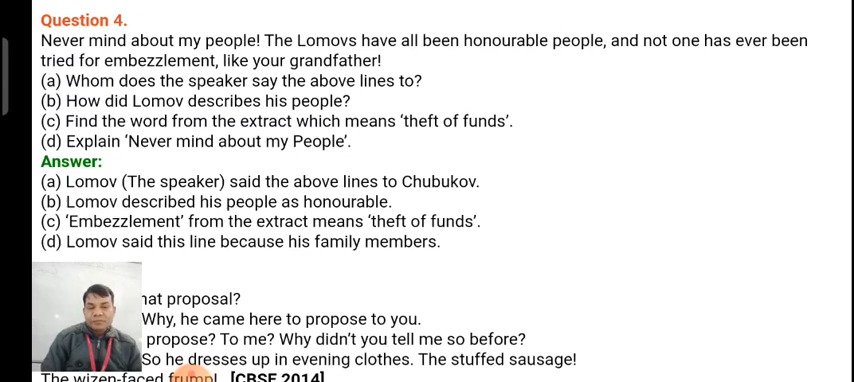 Question 4.
Never mind about my people! The Lomovs have all been honourable people, and not one has ever been
tried for embezzlement, like your grandfather!
(a) Whom does the speaker say the above lines to?
(b) How did Lomov describes his people?
(c) Find the word from the extract which means ‘theft of funds’.
(d) Explain ‘Never mind about my People’.
Answer:
(a) Lomov (The speaker) said the above lines to Chubukov.
(b) Lomov described his people as honourable.
(c) ‘Embezzlement’ from the extract means ‘theft of funds’.
(d) Lomov said this line because his family members.
proposal?
Why, he came here to propose to you.
propose? To me? Why didn’t you tell me so before?
So he dresses up in evening clothes. The stuffed sausage!
The wizen-faced frump! [CBSE 2014]